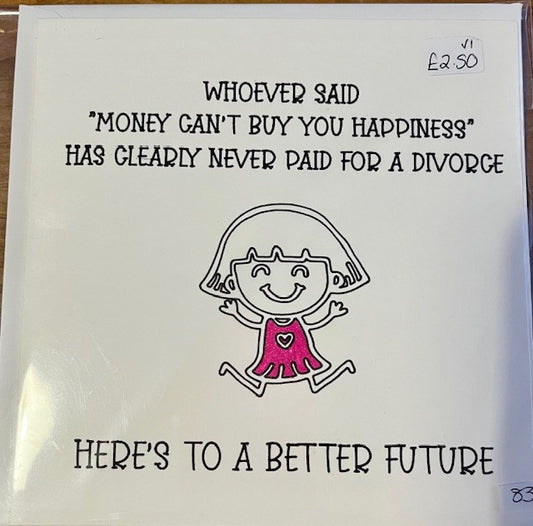 V1
£2.50
WHOEVER SAID
"MONEY CAN'T BUY YOU HAPPINESS"
HAS CLEARLY NEVER PAID FOR A DIVORCE
HERE'S TO A BETTER FUTURE
83